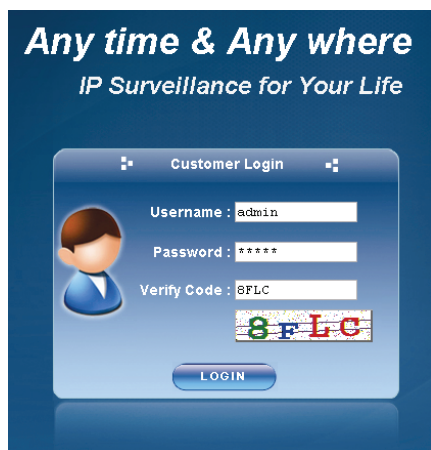 Any time & Any where
IP Surveillance for Your Life
Customer Login
Username : admin
Password : *****
Verify Code : 8FLC
8FLC
LOGIN